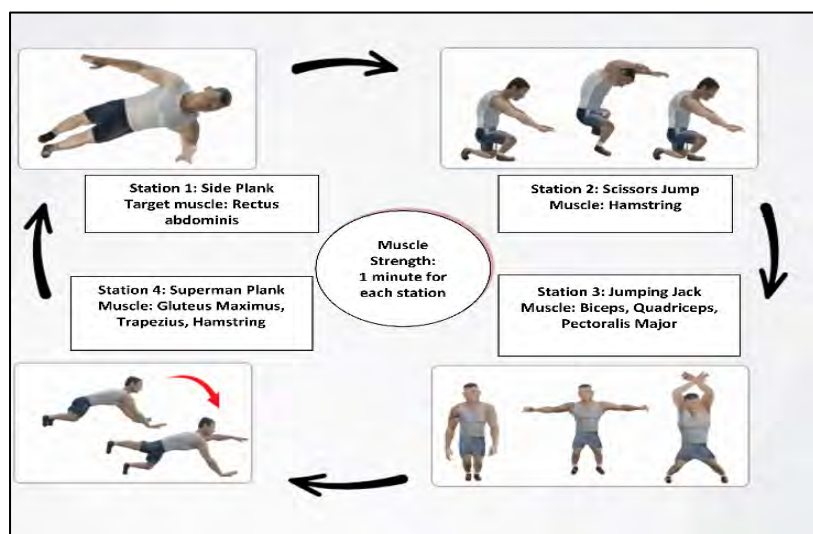 Station 1: Side Plank
Target muscle: Rectus
abdominis
Station 2: Scissors Jump
Muscle: Hamstring
Muscle
Strength:
1 minute for
each station
Station 4: Superman Plank
Muscle: Gluteus Maximus,
Trapezius, Hamstring
Station 3: Jumping Jack
Muscle: Biceps, Quadriceps,
Pectoralis Major